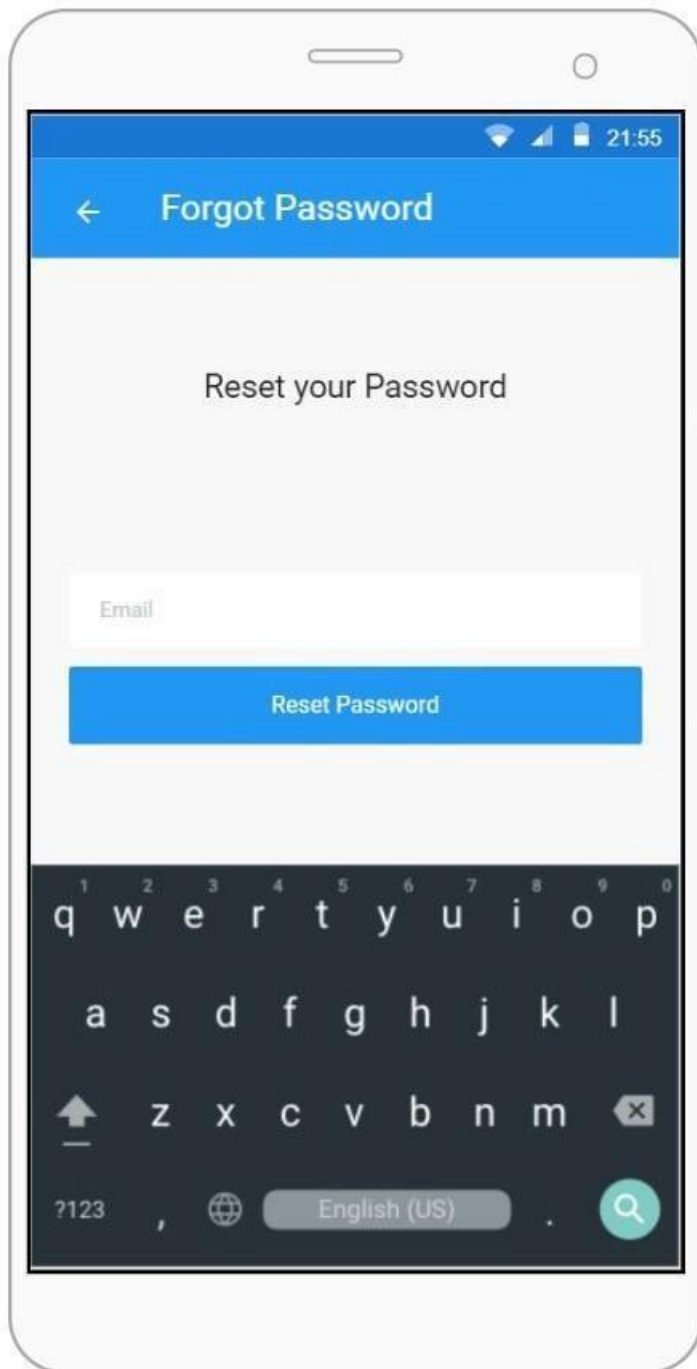 21:55
Forgot Password
Reset your Password
Email
Reset Password
1 2 3 4 5 6 7 8 9 0
q w e r t y u i o p
a s d f g h j k l
z x c v b n m
?123 , English (US) .